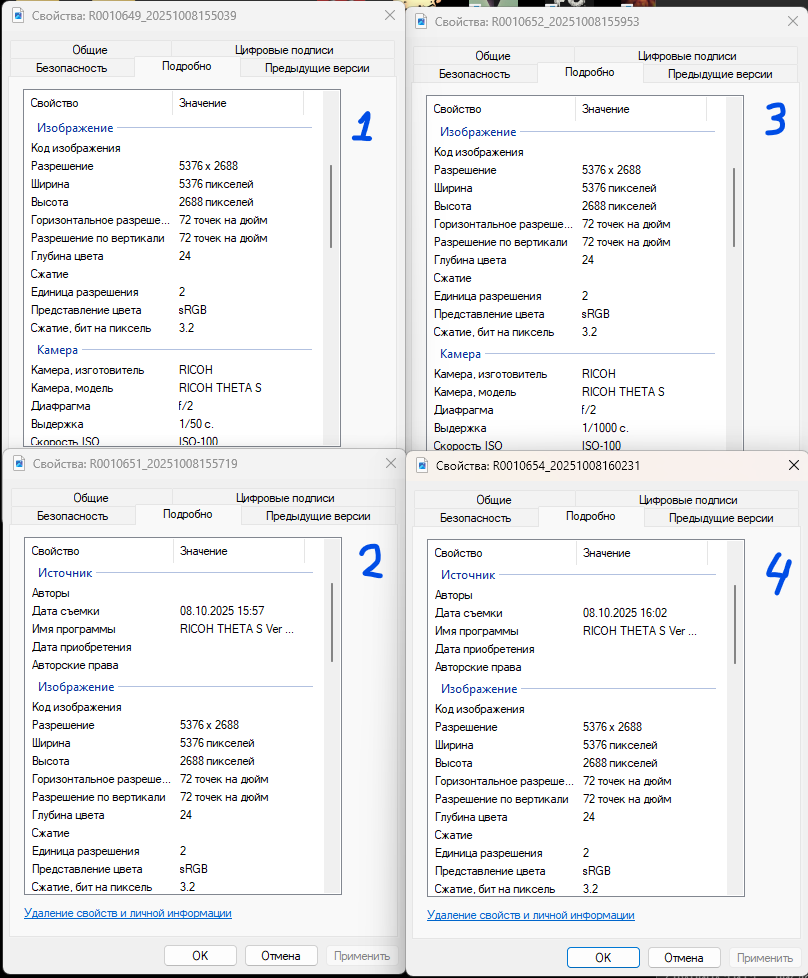 Свойства: R0010649_20251008155039
Общие
Цифровые подписи
Безопасность
Подробно
Предыдущие версии
Свойство Значение
1
Изображение
Код изображения
Разрешение 5376 x 2688
Ширина 5376 пикселей
Высота 2688 пикселей
Горизонтальное разреше... 72 точек на дюйм
Разрешение по вертикали 72 точек на дюйм
Глубина цвета 24
Сжатие
Единица разрешения 2
Представление цвета sRGB
Сжатие, бит на пиксель 3.2
Камера
Камера, изготовитель RICOH
Камера, модель RICOH THETA S
Диафрагма f/2
Выдержка 1/50 с.
Скорость ISO ISO-100
Свойства: R0010652_20251008155953
Общие
Цифровые подписи
Безопасность
Подробно
Предыдущие версии
Свойство Значение
3
Изображение
Код изображения
Разрешение 5376 x 2688
Ширина 5376 пикселей
Высота 2688 пикселей
Горизонтальное разреше... 72 точек на дюйм
Разрешение по вертикали 72 точек на дюйм
Глубина цвета 24
Сжатие
Единица разрешения 2
Представление цвета sRGB
Сжатие, бит на пиксель 3.2
Камера
Камера, изготовитель RICOH
Камера, модель RICOH THETA S
Диафрагма f/2
Выдержка 1/1000 с.
Скорость ISO ISO-100
Свойства: R0010651_20251008155719
Общие
Цифровые подписи
Безопасность
Подробно
Предыдущие версии
Свойство Значение
2
Источник
Авторы
Дата съемки 08.10.2025 15:57
Имя программы RICOH THETA S Ver ...
Дата приобретения
Авторские права
Изображение
Код изображения
Разрешение 5376 x 2688
Ширина 5376 пикселей
Высота 2688 пикселей
Горизонтальное разреше... 72 точек на дюйм
Разрешение по вертикали 72 точек на дюйм
Глубина цвета 24
Сжатие
Единица разрешения 2
Представление цвета sRGB
Сжатие, бит на пиксель 3.2
Удаление свойств и личной информации
OK
Отмена
Применить
Свойства: R0010654_20251008160231
Общие
Цифровые подписи
Безопасность
Подробно
Предыдущие версии
Свойство Значение
4
Источник
Авторы
Дата съемки 08.10.2025 16:02
Имя программы RICOH THETA S Ver ...
Дата приобретения
Авторские права
Изображение
Код изображения
Разрешение 5376 x 2688
Ширина 5376 пикселей
Высота 2688 пикселей
Горизонтальное разреше... 72 точек на дюйм
Разрешение по вертикали 72 точек на дюйм
Глубина цвета 24
Сжатие
Единица разрешения 2
Представление цвета sRGB
Сжатие, бит на пиксель 3.2
Удаление свойств и личной информации
OK
Отмена
Применить